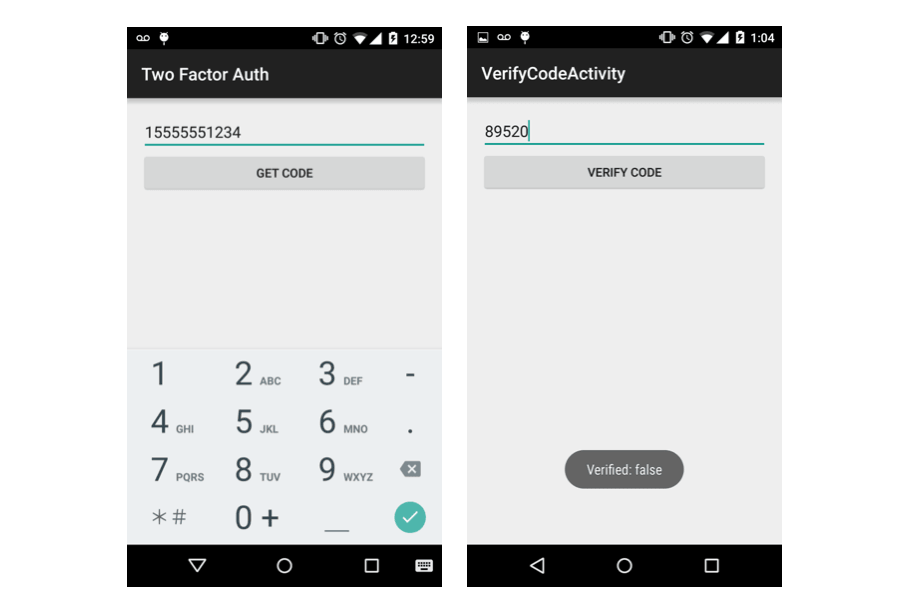 12:59
Two Factor Auth
15555551234
GET CODE
1 2 ABC 3 DEF -
4 GHI 5 JKL 6 MNO .
7 PQRS 8 TUV 9 WXYZ
*# 0 + _
1:04
VerifyCodeActivity
89520
VERIFY CODE
Verified: false